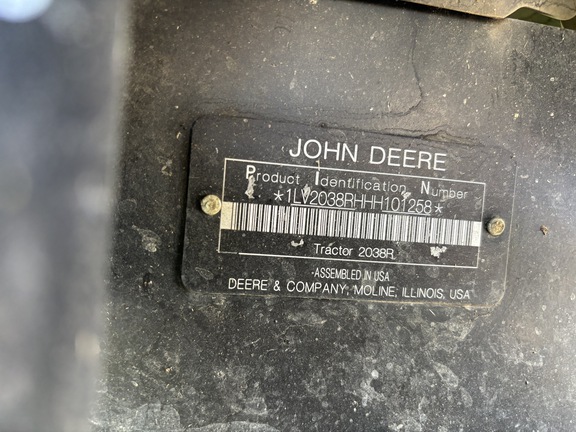 JOHN DEERE
Product Identification Number
*1LV2038RHHH101258*
Tractor 2038R
ASSEMBLED IN USA
DEERE & COMPANY, MOLINE, ILLINOIS, USA